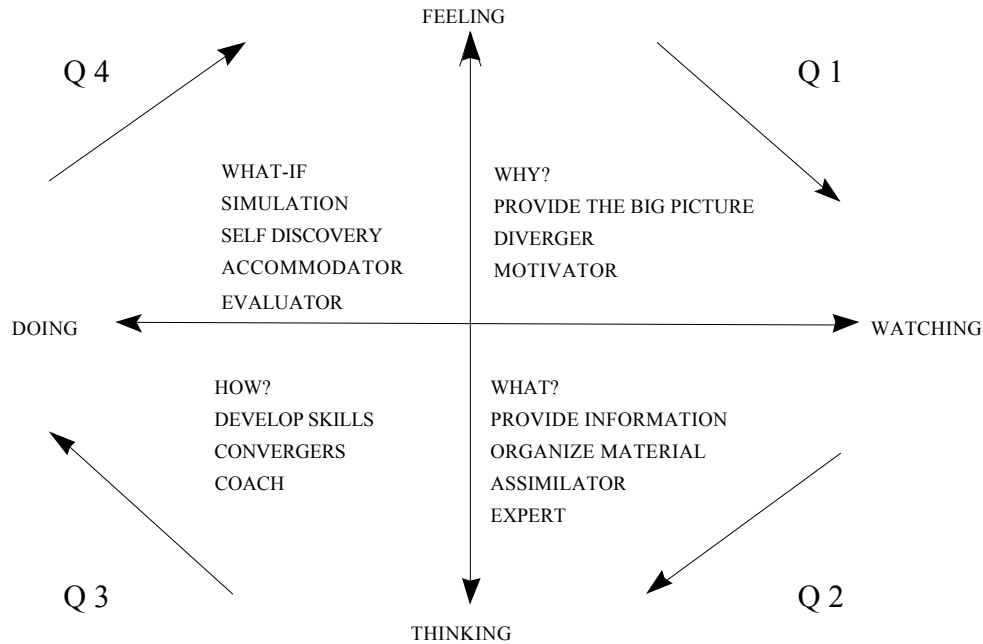 FEELING
Q 4
Q 1
WHAT-IF
SIMULATION
SELF DISCOVERY
ACCOMMODATOR
EVALUATOR
WHY?
PROVIDE THE BIG PICTURE
DIVERGER
MOTIVATOR
DOING
WATCHING
HOW?
DEVELOP SKILLS
CONVERGERS
COACH
WHAT?
PROVIDE INFORMATION
ORGANIZE MATERIAL
ASSIMILATOR
EXPERT
Q 3
Q 2
THINKING